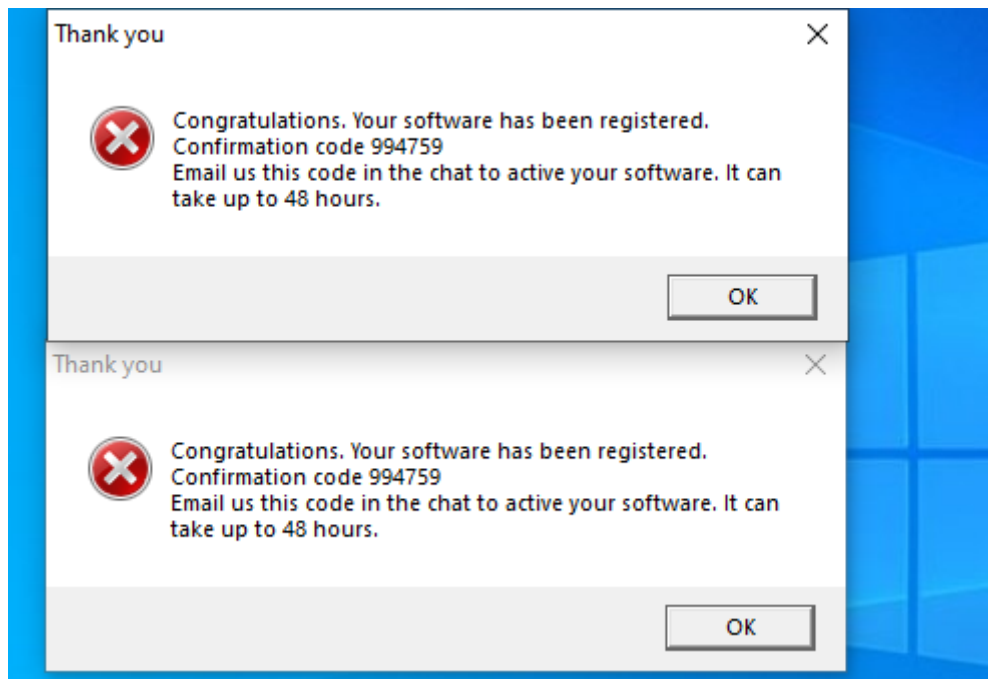 Thank you
Congratulations. Your software has been registered.
Confirmation code 994759
Email us this code in the chat to active your software. It can
take up to 48 hours.
OK
Thank you
Congratulations. Your software has been registered.
Confirmation code 994759
Email us this code in the chat to active your software. It can
take up to 48 hours.
OK